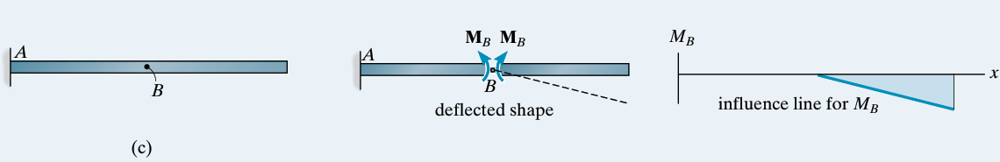 A
B
(c)
M_B M_B
A
B
deflected shape
M_B
x
influence line for M_B